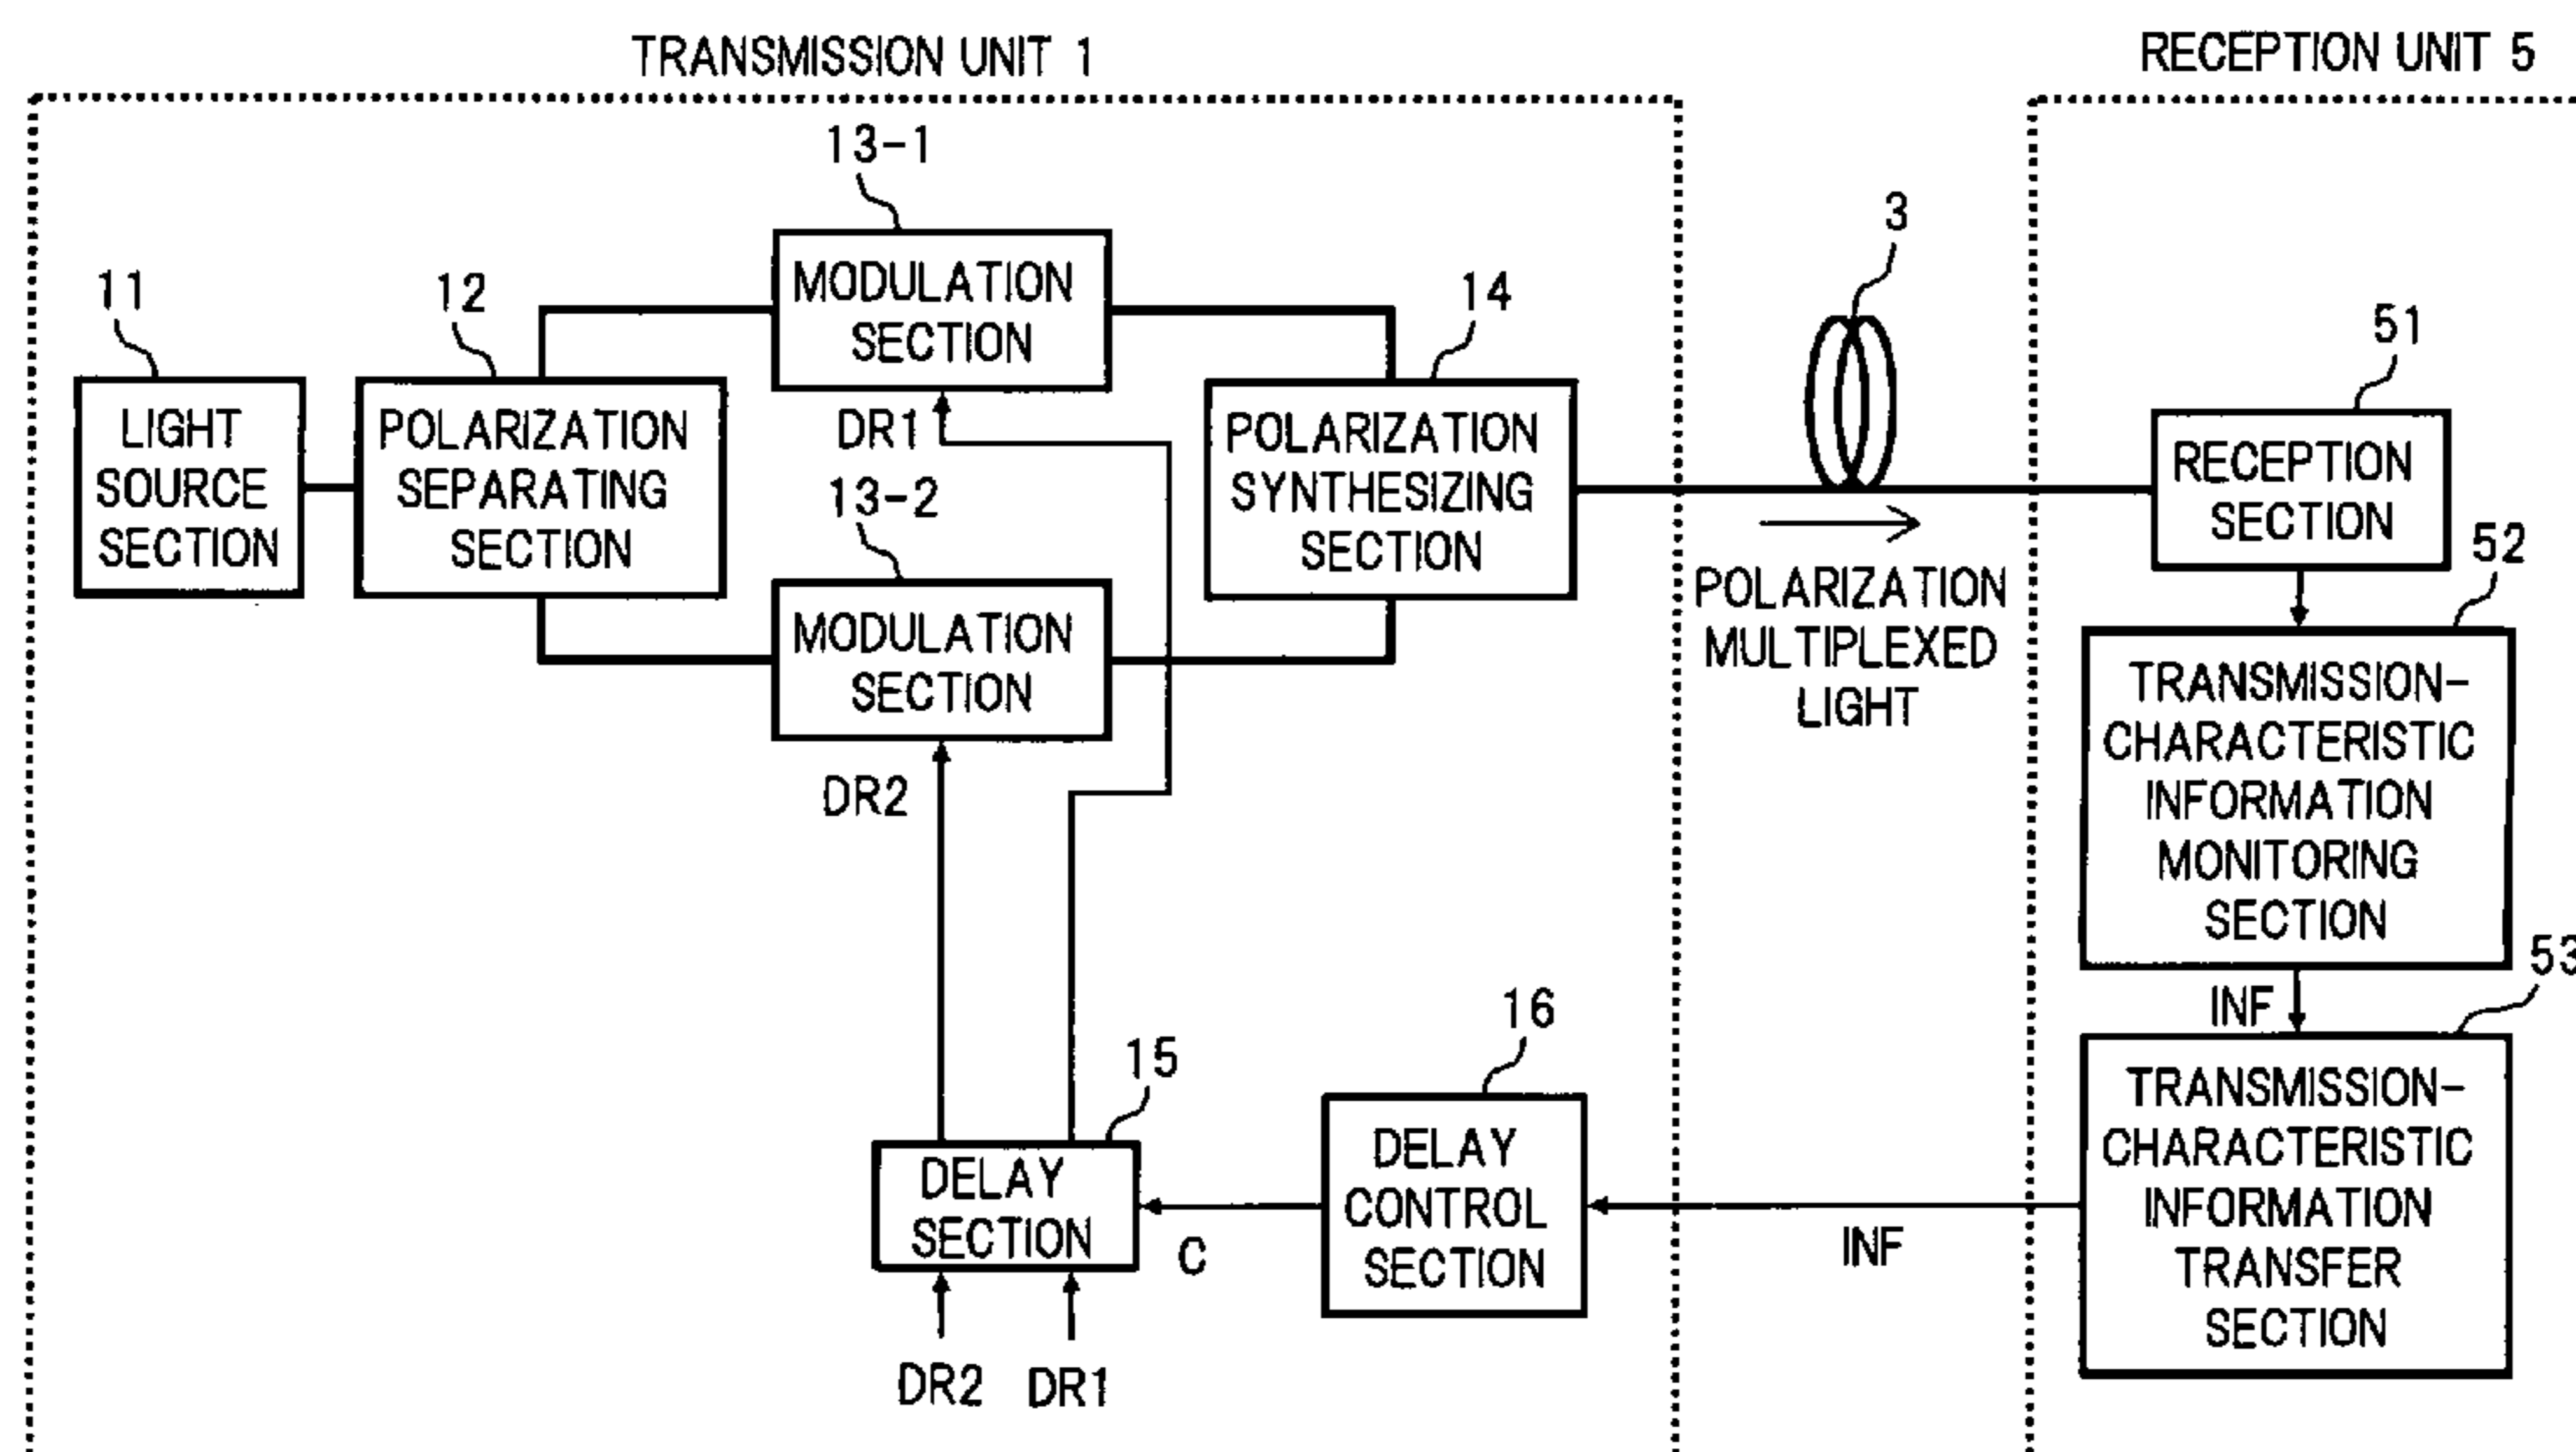 TRANSMISSION UNIT 1
RECEPTION UNIT 5
13-1
3
11
12
MODULATION
SECTION
14
51
LIGHT
SOURCE
SECTION
POLARIZATION
SEPARATING
SECTION
DR1
13-2
POLARIZATION
SYNTHESIZING
SECTION
RECEPTION
SECTION
52
MODULATION
SECTION
POLARIZATION
MULTIPLEXED
LIGHT
TRANSMISSION-
CHARACTERISTIC
INFORMATION
MONITORING
SECTION
DR2
53
INF
15
16
DELAY
SECTION
C
DELAY
CONTROL
SECTION
INF
TRANSMISSION-
CHARACTERISTIC
INFORMATION
TRANSFER
SECTION
DR2
DR1